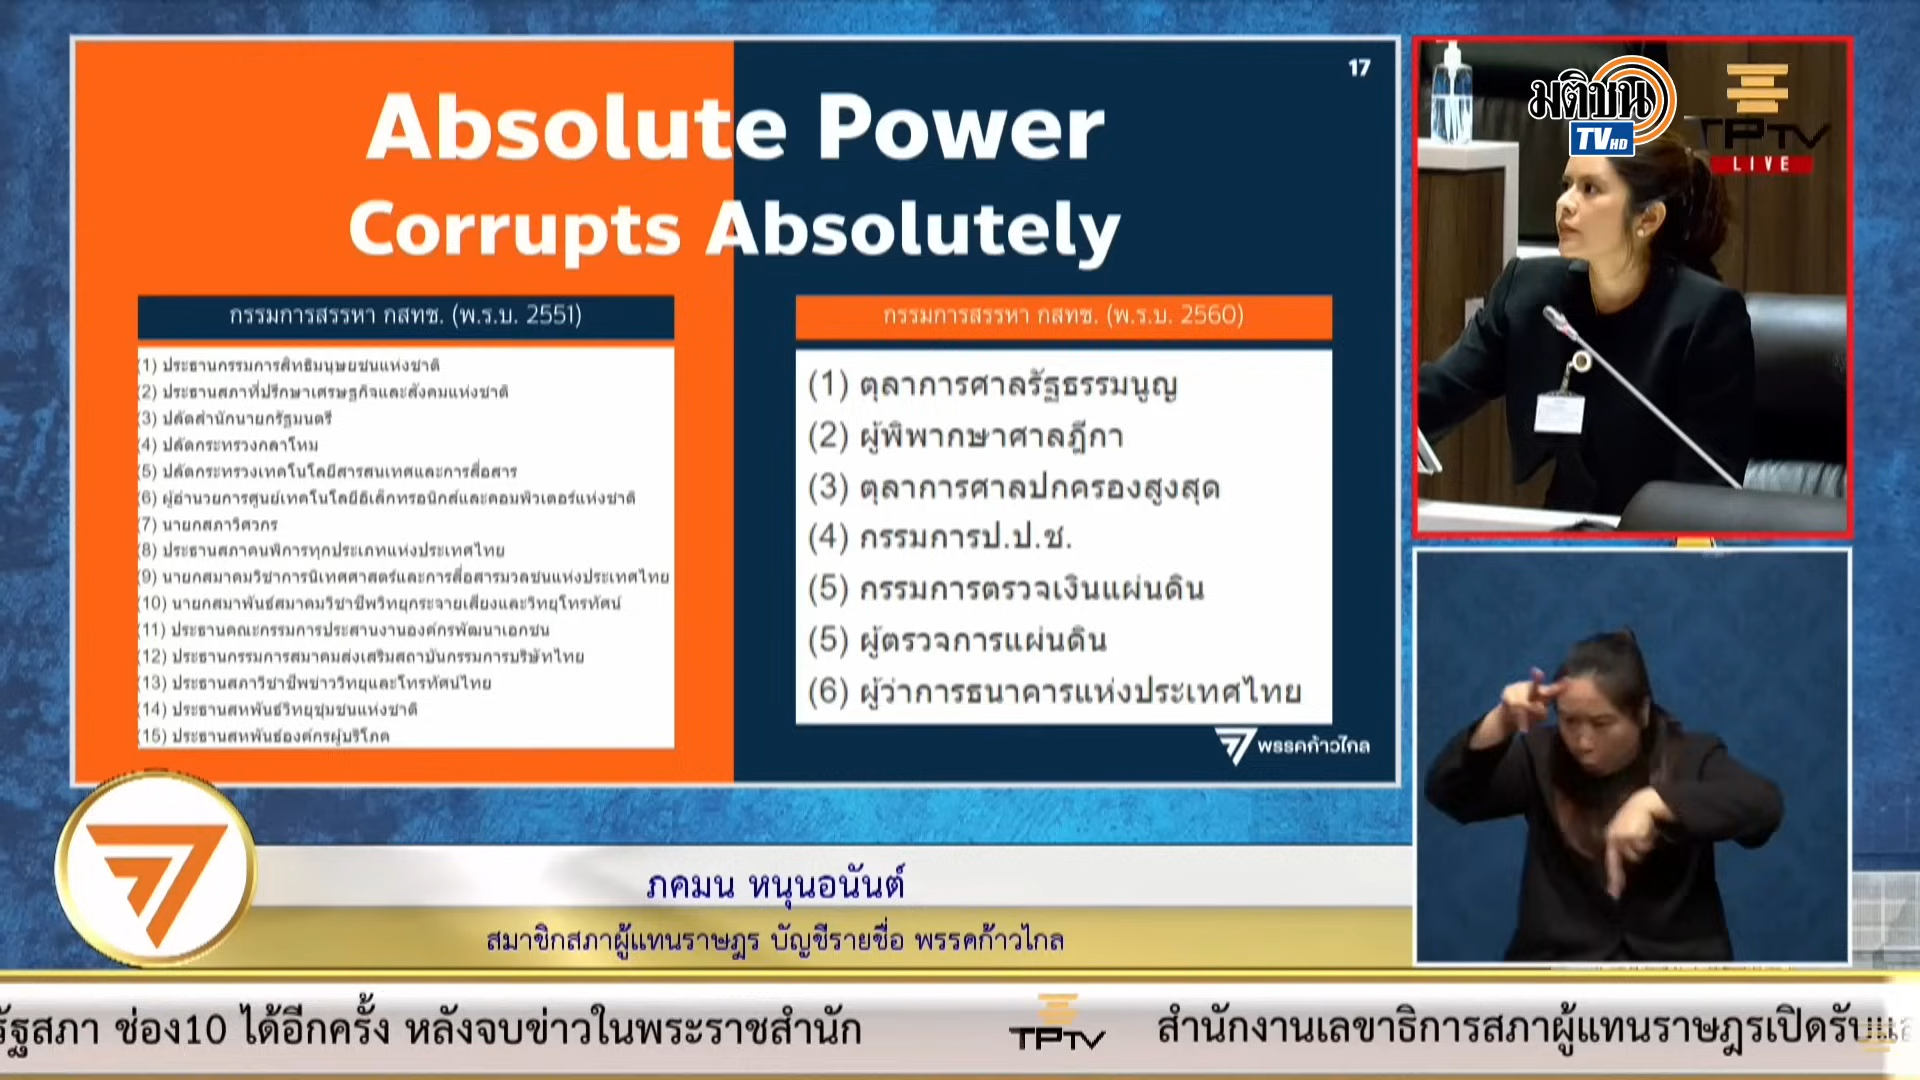 17
Absolute Power
Corrupts Absolutely
กรรมการสรรหา กสทช. (พ.ร.บ. 2551)
(1) ประธานกรรมการสิทธิมนุษยชนแห่งชาติ
(2) ประธานสภาที่ปรึกษาเศรษฐกิจและสังคมแห่งชาติ
(3) ปลัดสำนักนายกรัฐมนตรี
(4) ปลัดกระทรวงกลาโหม
(5) ปลัดกระทรวงเทคโนโลยีสารสนเทศและการสื่อสาร
(6) ผู้อำนวยการศูนย์เทคโนโลยีอิเล็กทรอนิกส์และคอมพิวเตอร์แห่งชาติ
(7) นายกสภาวิศวกร
(8) ประธานสภาคนพิการทุกประเภทแห่งประเทศไทย
(9) นายกสมาคมวิชาการนิเทศศาสตร์และการสื่อสารมวลชนแห่งประเทศไทย
(10) นายกสมาพันธ์สมาคมวิชาชีพวิทยุกระจายเสียงและวิทยุโทรทัศน์
(11) ประธานคณะกรรมการประสานงานองค์กรพัฒนาเอกชน
(12) ประธานกรรมการสมาคมส่งเสริมสถาบันกรรมการบริษัทไทย
(13) ประธานสภาวิชาชีพข่าววิทยุและโทรทัศน์ไทย
(14) ประธานสหพันธ์วิทยุชุมชนแห่งชาติ
(15) ประธานสหพันธ์องค์กรผู้บริโภค
กรรมการสรรหา กสทช. (พ.ร.บ. 2560)
(1) ตุลาการศาลรัฐธรรมนูญ
(2) ผู้พิพากษาศาลฎีกา
(3) ตุลาการศาลปกครองสูงสุด
(4) กรรมการป.ป.ช.
(5) กรรมการตรวจเงินแผ่นดิน
(5) ผู้ตรวจการแผ่นดิน
(6) ผู้ว่าการธนาคารแห่งประเทศไทย
พรรคก้าวไกล
มติชน
TV HD
TPTV
LIVE
ภคมน หนุนอนันต์
สมาชิกสภาผู้แทนราษฎร บัญชีรายชื่อ พรรคก้าวไกล
รัฐสภา ช่อง10 ได้อีกครั้ง หลังจบข่าวในพระราชสำนัก TPTV สำนักงานเลขาธิการสภาผู้แทนราษฎรเปิดรับ